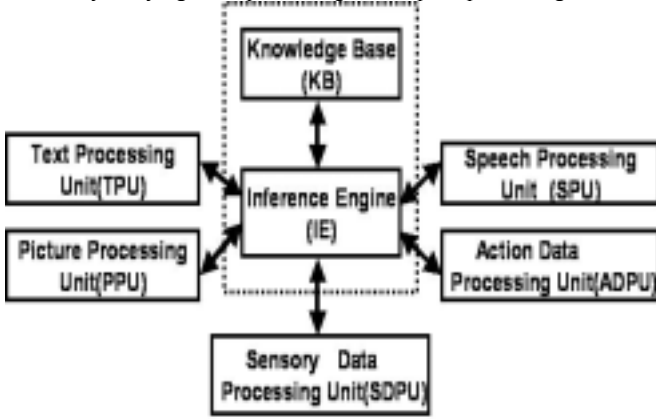 Knowledge Base
(KB)
Text Processing
Unit(TPU)
Speech Processing
Unit (SPU)
Inference Engine
(IE)
Picture Processing
Unit(PPU)
Action Data
Processing Unit(ADPU)
Sensory Data
Processing Unit(SDPU)